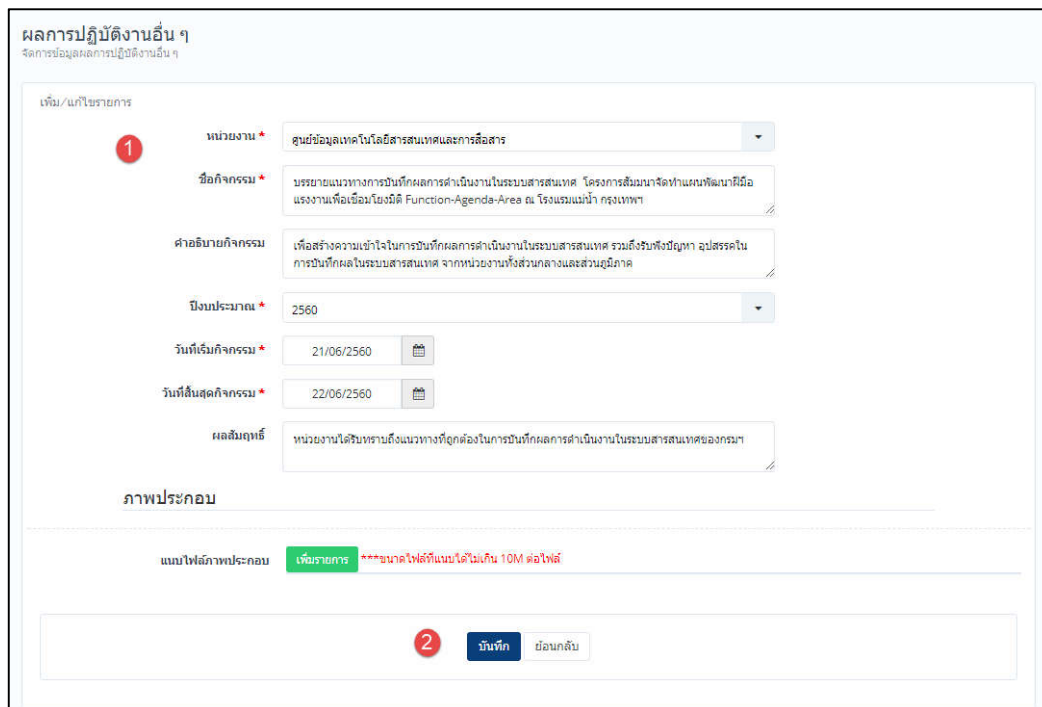 ผลการปฏิบัติงานอื่น ๆ
จัดการข้อมูลผลการปฏิบัติงานอื่น ๆ
เพิ่ม/แก้ไขรายการ
1
หน่วยงาน * ศูนย์ข้อมูลเทคโนโลยีสารสนเทศและการสื่อสาร
ชื่อกิจกรรม * บรรยายแนวทางการบันทึกผลการดำเนินงานในระบบสารสนเทศ โครงการสัมมนาจัดทำแผนพัฒนาฝีมือ
แรงงานเพื่อเชื่อมโยงมิติ Function-Agenda-Area ณ โรงแรมแม่น้ำ กรุงเทพฯ
คำอธิบายกิจกรรม เพื่อสร้างความเข้าใจในการบันทึกผลการดำเนินงานในระบบสารสนเทศ รวมถึงรับฟังปัญหา อุปสรรคใน
การบันทึกผลในระบบสารสนเทศ จากหน่วยงานทั้งส่วนกลางและส่วนภูมิภาค
ปีงบประมาณ * 2560
วันที่เริ่มกิจกรรม * 21/06/2560
วันที่สิ้นสุดกิจกรรม * 22/06/2560
ผลสัมฤทธิ์ หน่วยงานได้รับทราบถึงแนวทางที่ถูกต้องในการบันทึกผลการดำเนินงานในระบบสารสนเทศของกรมฯ
ภาพประกอบ
แนบไฟล์ภาพประกอบ เพิ่มรายการ ***ขนาดไฟล์ที่แนบได้ไม่เกิน 10M ต่อไฟล์
2 บันทึก ย้อนกลับ